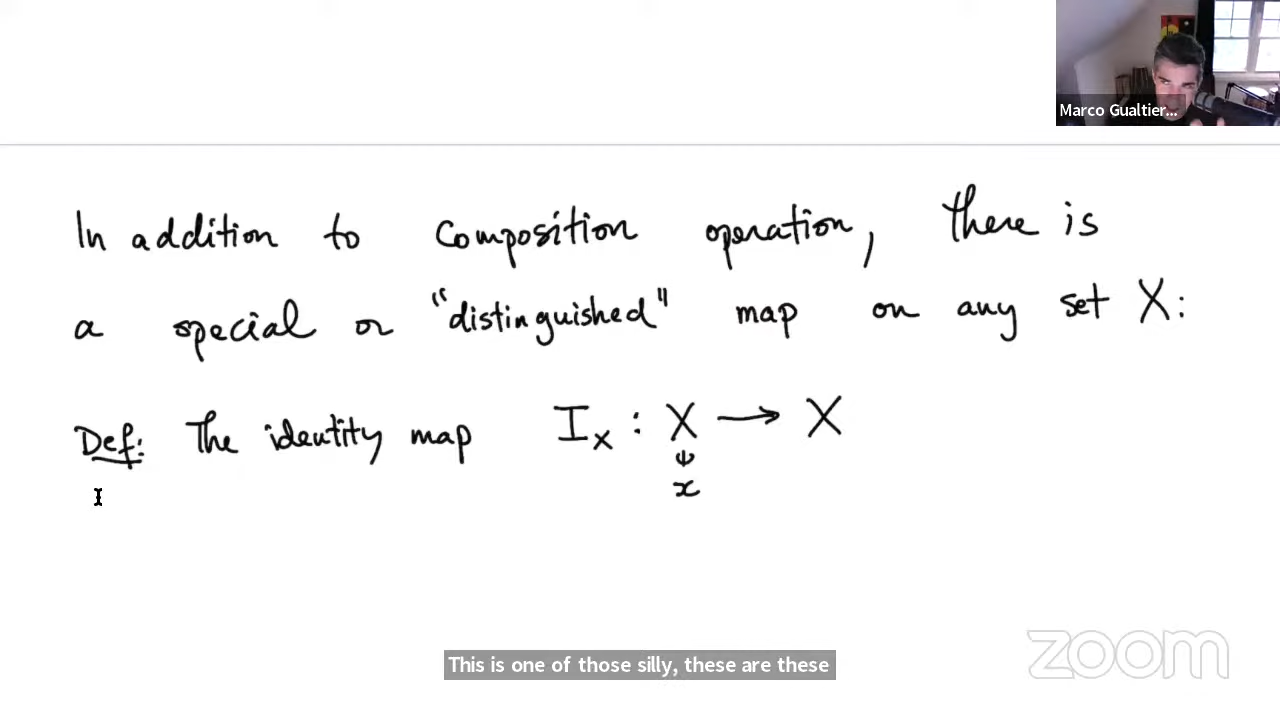 Marco Gualtier...
In addition to composition operation, there is
a special or "distinguished" map on any set X:
Def: The identity map I_x : X ⟶ X
ψ
x
This is one of those silly, these are these
zoom